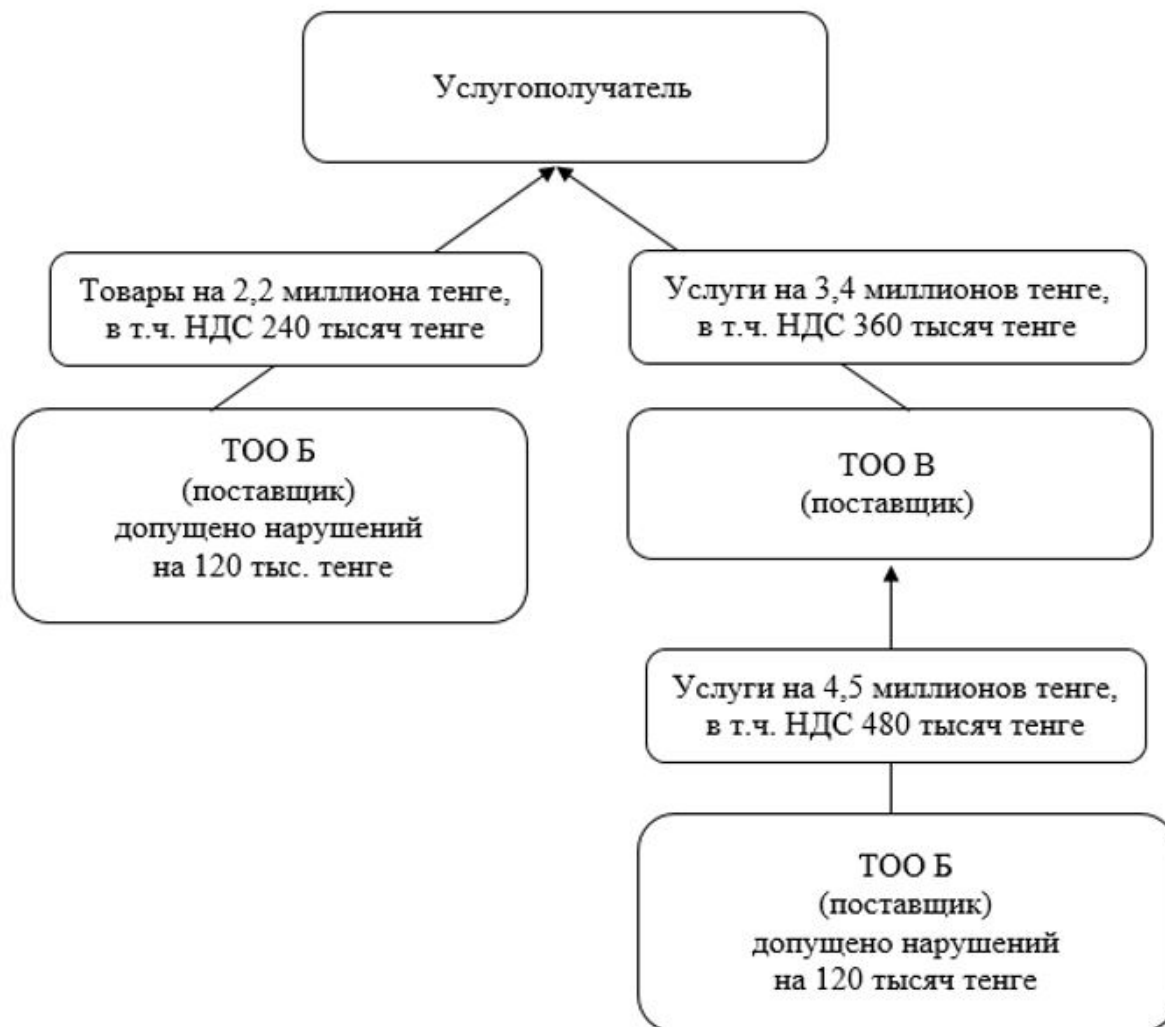 Услугополучатель
Товары на 2,2 миллиона тенге,
в т.ч. НДС 240 тысяч тенге
Услуги на 3,4 миллионов тенге,
в т.ч. НДС 360 тысяч тенге
ТОО Б
(поставщик)
допущено нарушений
на 120 тыс. тенге
ТОО В
(поставщик)
Услуги на 4,5 миллионов тенге,
в т.ч. НДС 480 тысяч тенге
ТОО Б
(поставщик)
допущено нарушений
на 120 тысяч тенге